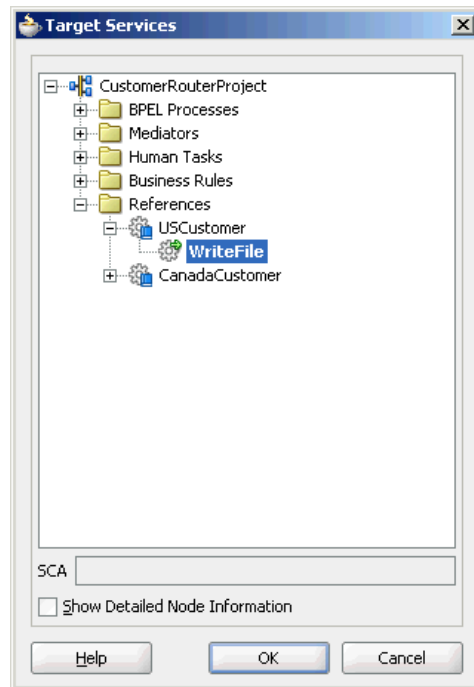 Target Services
CustomerRouterProject
BPEL Processes
Mediators
Human Tasks
Business Rules
References
USCustomer
WriteFile
CanadaCustomer
SCA
Show Detailed Node Information
Help OK Cancel